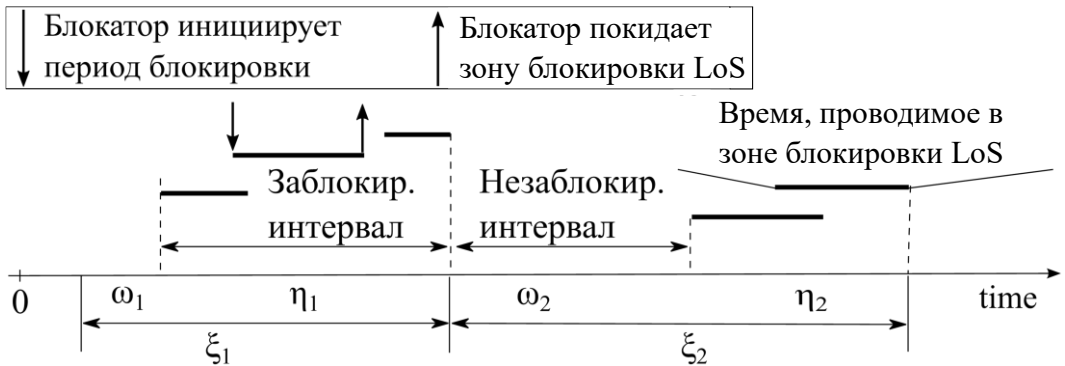 Блокатор инициирует
период блокировки
Блокатор покидает
зону блокировки LoS
Время, проводимое в
зоне блокировки LoS
Заблокир.
интервал
Незаблокир.
интервал
0 ω1 η1 ω2 η2 time
ξ1 ξ2